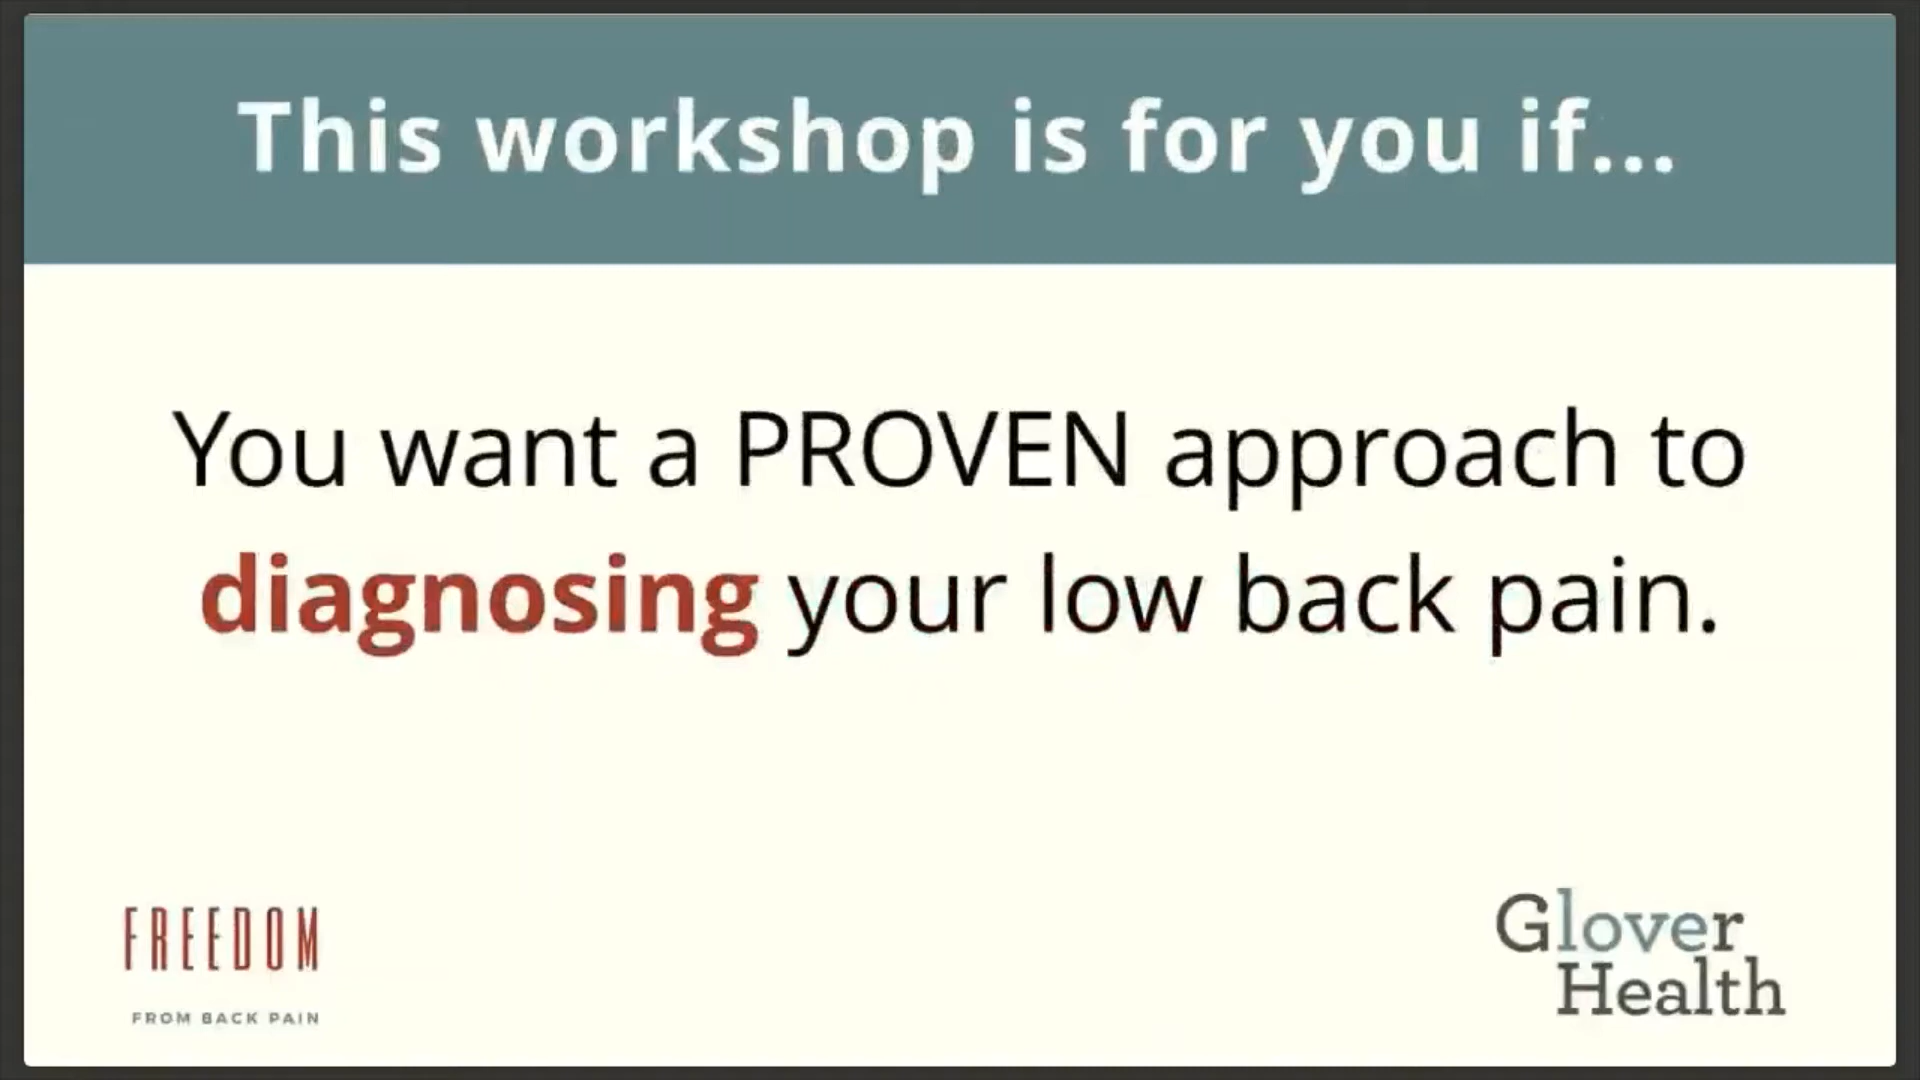 This workshop is for you if...
You want a PROVEN approach to
diagnosing your low back pain.
FREEDOM
FROM BACK PAIN
Glover
Health